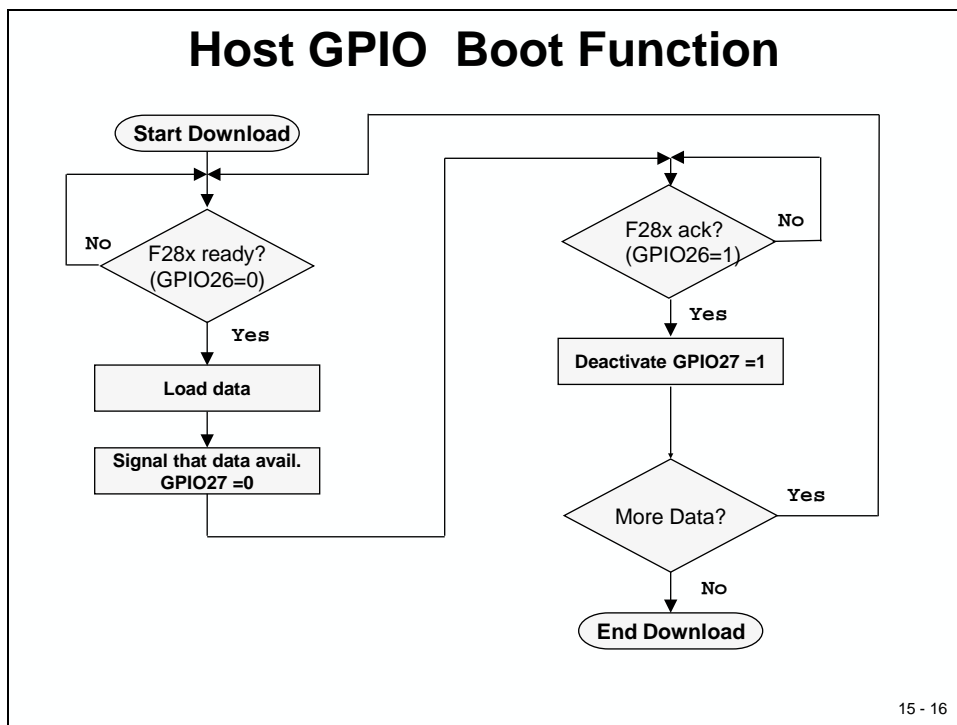 Host GPIO  Boot Function
Start Download
No
F28x ready?
(GPIO26=0)
Yes
Load data
Signal that data avail.
GPIO27 =0
F28x ack?
(GPIO26=1)
No
Yes
Deactivate GPIO27 =1
More Data?
Yes
No
End Download
15 - 16